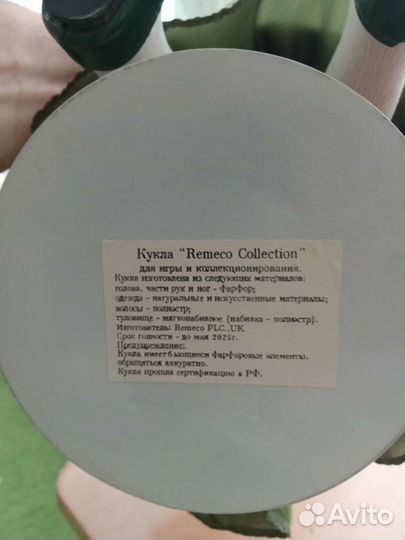 Кукла "Remeco Collection"
для игры и коллекционирования.
Кукла изготовлена из следующих материалов:
голова, части рук и ног - фарфор;
одежда - натуральные и искусственные материалы;
волосы - полиэстр;
туловище - мягконабивное (набивка - полиэстр).
Изготовитель: Remeco PLC.,UK.
Срок годности - до мая 2025г.
Предупреждение:
Кукла имеет бьющиеся фарфоровые элементы,
обращаться аккуратно.
Кукла прошла сертификацию в РФ.
Avito